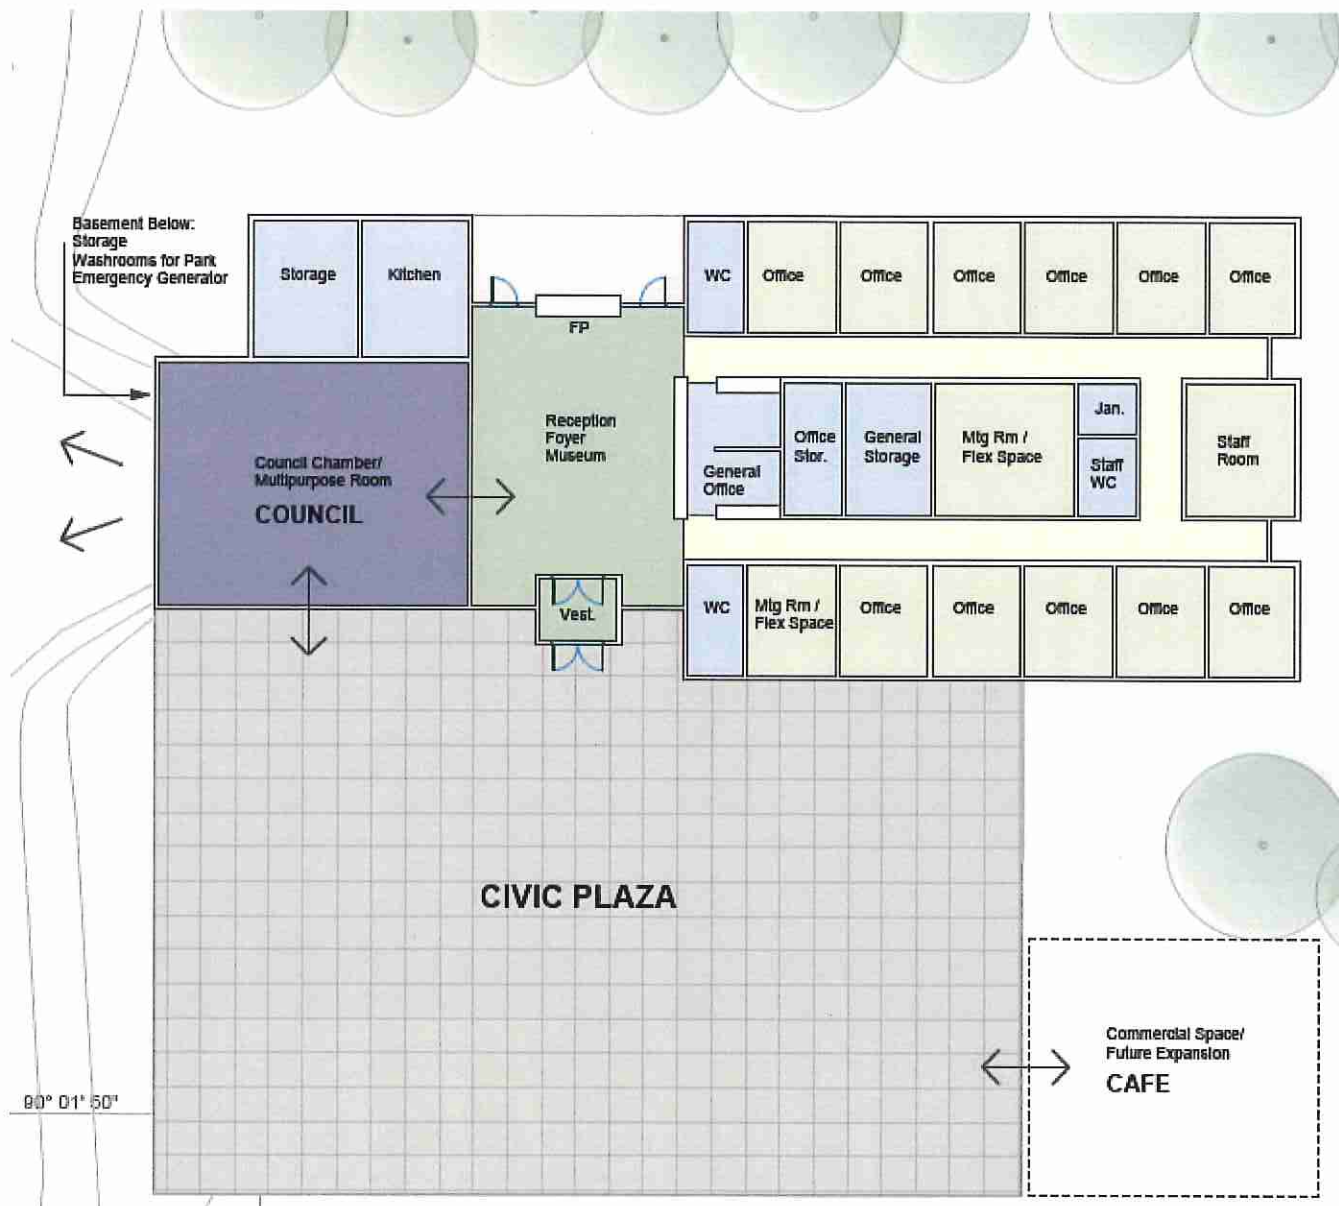 Basement Below:
Storage
Washrooms for Park
Emergency Generator
Storage
Kitchen
WC
Office
Office
Office
Office
Office
Office
FP
Reception
Foyer
Museum
Council Chamber/
Multipurpose Room
COUNCIL
General
Office
Office
Stor.
General
Storage
Mtg Rm /
Flex Space
Jan.
Staff
WC
Staff
Room
Vest.
WC
Mtg Rm /
Flex Space
Office
Office
Office
Office
Office
CIVIC PLAZA
Commercial Space/
Future Expansion
CAFE
90° 01' 50"